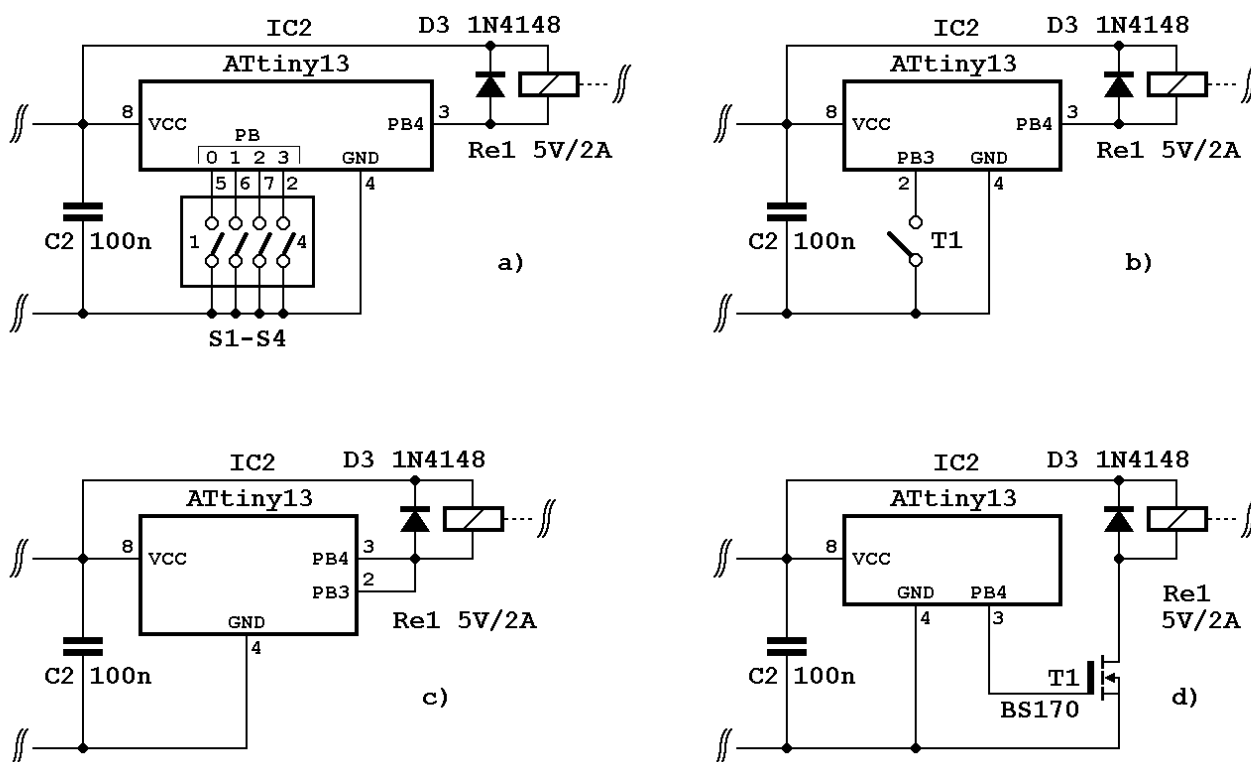 IC2 D3 1N4148
ATtiny13
8 VCC PB4 3
PB
0 1 2 3 GND
5 6 7 2 4
Re1 5V/2A
C2 100n
1 4
a)
S1-S4
IC2 D3 1N4148
ATtiny13
8 VCC PB4 3
PB3 GND
2 4
Re1 5V/2A
C2 100n
T1
b)
IC2 D3 1N4148
ATtiny13
8 VCC PB4 3
PB3 2
GND
4
Re1 5V/2A
C2 100n
c)
IC2 D3 1N4148
ATtiny13
8 VCC
GND PB4
4 3
Re1
5V/2A
C2 100n
T1
BS170
d)